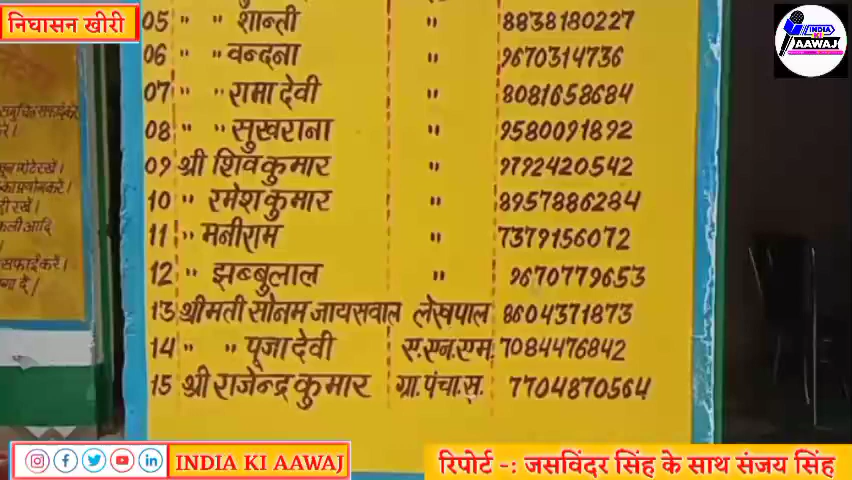 निघासन खीरी
INDIA
KI
AAWAJ
05 " " शान्ती " 8838180227
06 " " वन्दना " 9670314736
07 " " रामा देवी " 8081658684
08 " " सुखराना " 9580091892
09 श्री शिव कुमार " 9792420542
10 " रमेश कुमार " 8957886284
11 " मनीराम " 7379156072
12 " झब्बुलाल " 9670779653
13 श्रीमती सोनम जायसवाल लेखपाल 8604371873
14 " " पूजा देवी ए.एन.एम. 7084476842
15 श्री राजेन्द्र कुमार ग्रा.पंचा.स. 7704870564
INDIA KI AAWAJ
रिपोर्ट -: जसविंदर सिंह के साथ संजय सिंह